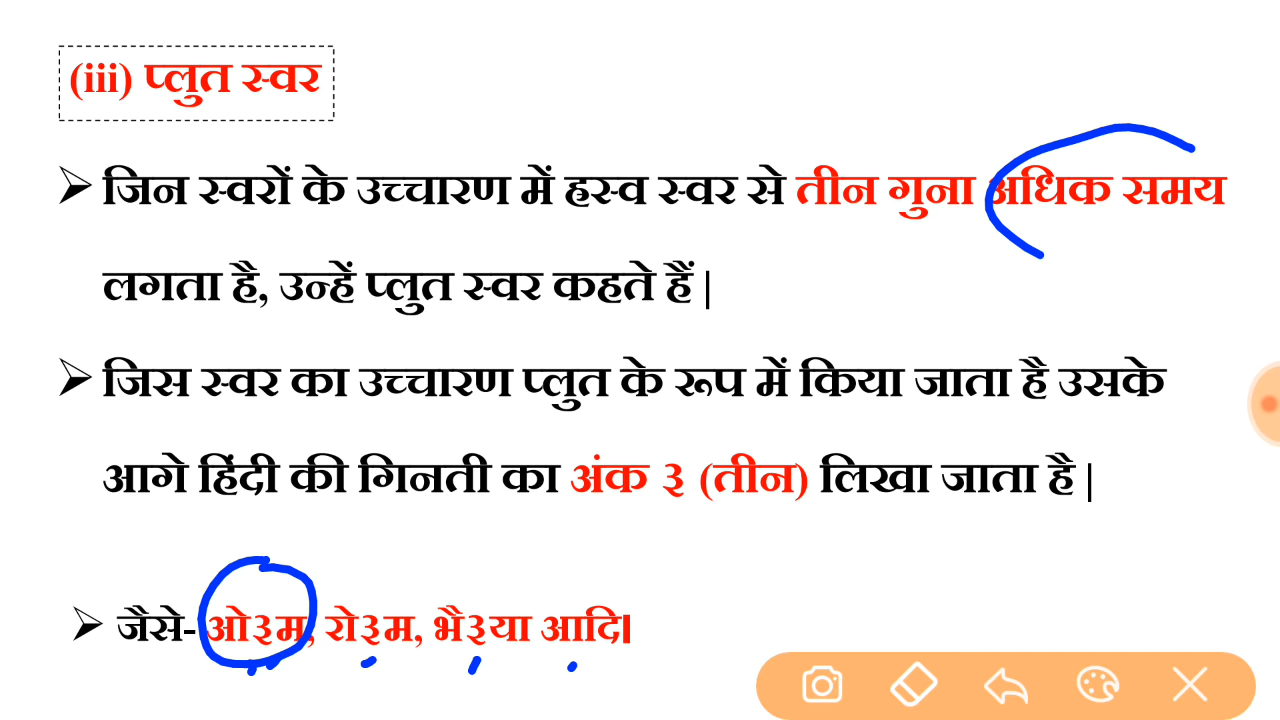 (iii) प्लुत स्वर
जिन स्वरों के उच्चारण में ह्रस्व स्वर से तीन गुना अधिक समय
लगता है, उन्हें प्लुत स्वर कहते हैं |
जिस स्वर का उच्चारण प्लुत के रूप में किया जाता है उसके
आगे हिंदी की गिनती का अंक ३ (तीन) लिखा जाता है |
जैसे- ओ३म, रो३म, भै३या आदि।